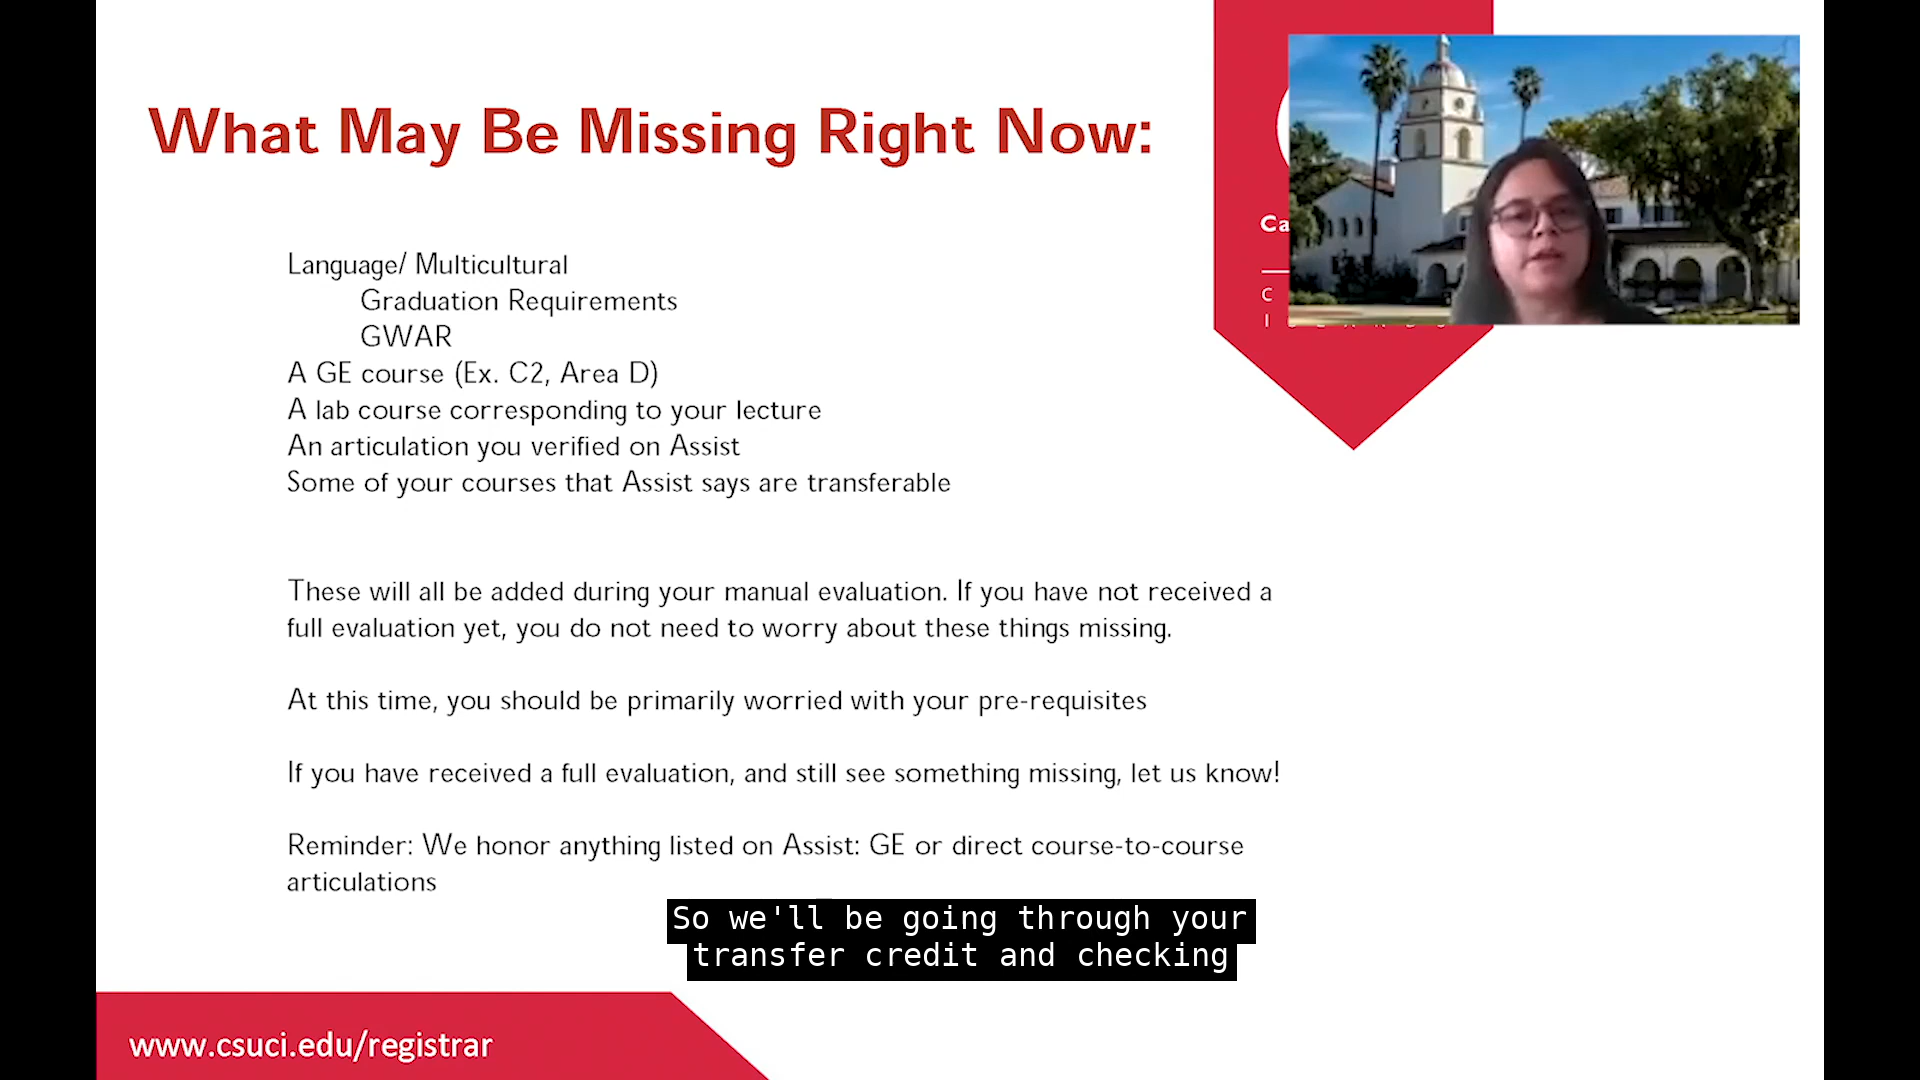 What May Be Missing Right Now:
Ca
C
Language/ Multicultural
Graduation Requirements
GWAR
A GE course (Ex. C2, Area D)
A lab course corresponding to your lecture
An articulation you verified on Assist
Some of your courses that Assist says are transferable
These will all be added during your manual evaluation. If you have not received a
full evaluation yet, you do not need to worry about these things missing.
At this time, you should be primarily worried with your pre-requisites
If you have received a full evaluation, and still see something missing, let us know!
Reminder: We honor anything listed on Assist: GE or direct course-to-course
articulations
So we'll be going through your
transfer credit and checking
www.csuci.edu/registrar